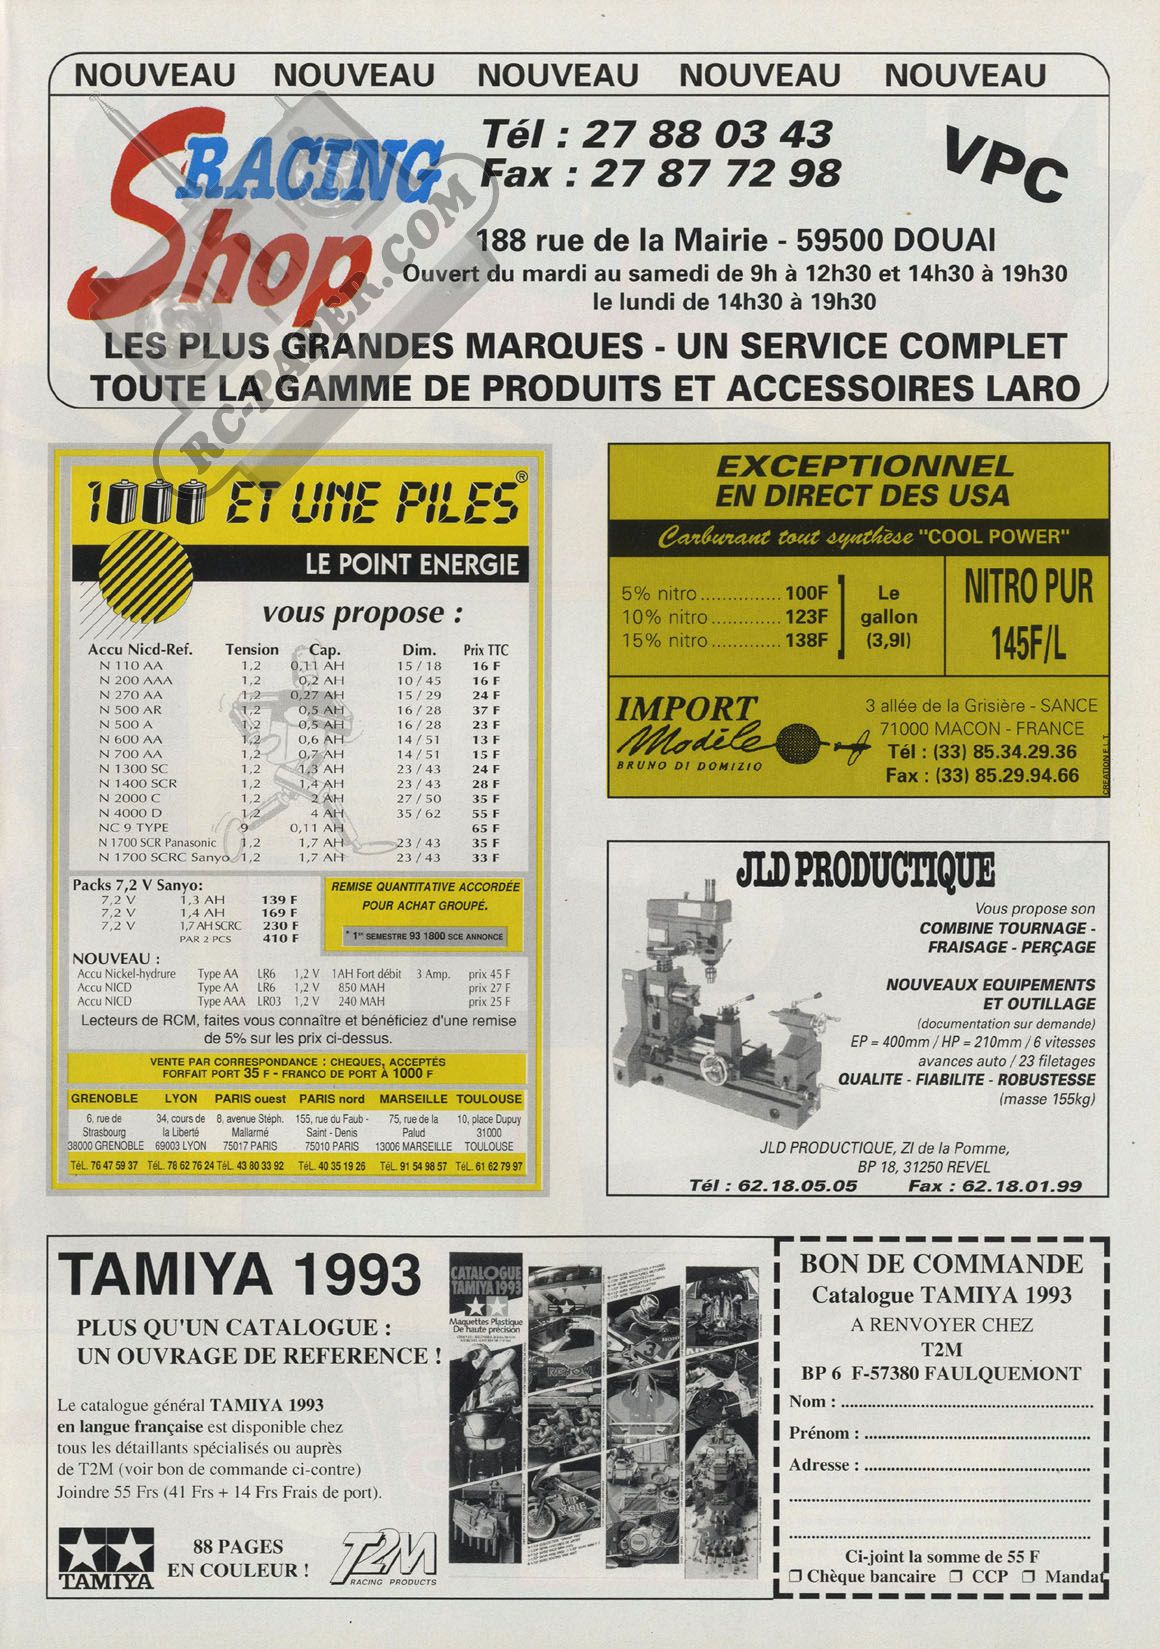 NOUVEAU NOUVEAU NOUVEAU NOUVEAU NOUVEAU
RACING
Shop
Tél : 27 88 03 43
Fax : 27 87 72 98
VPC
188 rue de la Mairie - 59500 DOUAI
Ouvert du mardi au samedi de 9h à 12h30 et 14h30 à 19h30
le lundi de 14h30 à 19h30
LES PLUS GRANDES MARQUES - UN SERVICE COMPLET
TOUTE LA GAMME DE PRODUITS ET ACCESSOIRES LARO
RC-PAPER.COM
1000 ET UNE PILES®
LE POINT ENERGIE
vous propose :
Accu Nicd-Ref. Tension Cap. Dim. Prix TTC
N 110 AA 1,2 0,11 AH 15 / 18 16 F
N 200 AAA 1,2 0,2 AH 10 / 45 16 F
N 270 AA 1,2 0,27 AH 15 / 29 24 F
N 500 AR 1,2 0,5 AH 16 / 28 37 F
N 500 A 1,2 0,5 AH 16 / 28 23 F
N 600 AA 1,2 0,6 AH 14 / 51 13 F
N 700 AA 1,2 0,7 AH 14 / 51 15 F
N 1300 SC 1,2 1,3 AH 23 / 43 24 F
N 1400 SCR 1,2 1,4 AH 23 / 43 28 F
N 2000 C 1,2 2 AH 27 / 50 35 F
N 4000 D 1,2 4 AH 35 / 62 55 F
NC 9 TYPE 9 0,11 AH 65 F
N 1700 SCR Panasonic 1,2 1,7 AH 23 / 43 35 F
N 1700 SCRC Sanyo 1,2 1,7 AH 23 / 43 33 F
Packs 7,2 V Sanyo:
7,2 V 1,3 AH 139 F
7,2 V 1,4 AH 169 F
7,2 V 1,7 AH SCRC 230 F
PAR 2 PCS 410 F
REMISE QUANTITATIVE ACCORDÉE
POUR ACHAT GROUPÉ.
* 1er SEMESTRE 93 1800 SCE ANNONCE
NOUVEAU :
Accu Nickel-hydrure Type AA LR6 1,2 V 1AH Fort débit 3 Amp. prix 45 F
Accu NICD Type AA LR6 1,2 V 850 MAH prix 27 F
Accu NICD Type AAA LR03 1,2 V 240 MAH prix 25 F
Lecteurs de RCM, faites vous connaître et bénéficiez d'une remise
de 5% sur les prix ci-dessus.
VENTE PAR CORRESPONDANCE : CHEQUES, ACCEPTÉS
FORFAIT PORT 35 F - FRANCO DE PORT À 1000 F
GRENOBLE LYON PARIS ouest PARIS nord MARSEILLE TOULOUSE
6, rue de 34, cours de 8, avenue Stéph. 155, rue du Faub - 75, rue de la 10, place Dupuy
Strasbourg la Liberté Mallarmé Saint - Denis Palud 31000
38000 GRENOBLE 69003 LYON 75017 PARIS 75010 PARIS 13006 MARSEILLE TOULOUSE
TéL. 76 47 59 37 TéL. 78 62 76 24 TéL. 43 80 33 92 TéL. 40 35 19 26 TéL. 91 54 98 57 TéL. 61 62 79 97
EXCEPTIONNEL
EN DIRECT DES USA
Carburant tout synthèse "COOL POWER"
5% nitro .............. 100F
10% nitro ............. 123F
15% nitro ............. 138F
Le
gallon
(3,9l)
NITRO PUR
145F/L
IMPORT
Modèle
BRUNO DI DOMIZIO
3 allée de la Grisière - SANCE
71000 MACON - FRANCE
Tél : (33) 85.34.29.36
Fax : (33) 85.29.94.66
CREATION E.L.T.
JLD PRODUCTIQUE
Vous propose son
COMBINE TOURNAGE -
FRAISAGE - PERÇAGE
NOUVEAUX EQUIPEMENTS
ET OUTILLAGE
(documentation sur demande)
EP = 400mm / HP = 210mm / 6 vitesses
avances auto / 23 filetages
QUALITE - FIABILITE - ROBUSTESSE
(masse 155kg)
JLD PRODUCTIQUE, ZI de la Pomme,
BP 18, 31250 REVEL
Tél : 62.18.05.05 Fax : 62.18.01.99
TAMIYA 1993
PLUS QU'UN CATALOGUE :
UN OUVRAGE DE REFERENCE !
Le catalogue général TAMIYA 1993
en langue française est disponible chez
tous les détaillants spécialisés ou auprès
de T2M (voir bon de commande ci-contre)
Joindre 55 Frs (41 Frs + 14 Frs Frais de port).
TAMIYA
88 PAGES
EN COULEUR !
T2M
RACING PRODUCTS
CATALOGUE
TAMIYA 1993
Maquettes Plastique
De haute précision
BON DE COMMANDE
Catalogue TAMIYA 1993
A RENVOYER CHEZ
T2M
BP 6 F-57380 FAULQUEMONT
Nom : ..........................................
Prénom : ......................................
Adresse : ......................................
..................................................
..................................................
Ci-joint la somme de 55 F
❒ Chèque bancaire ❒ CCP ❒ Mandat